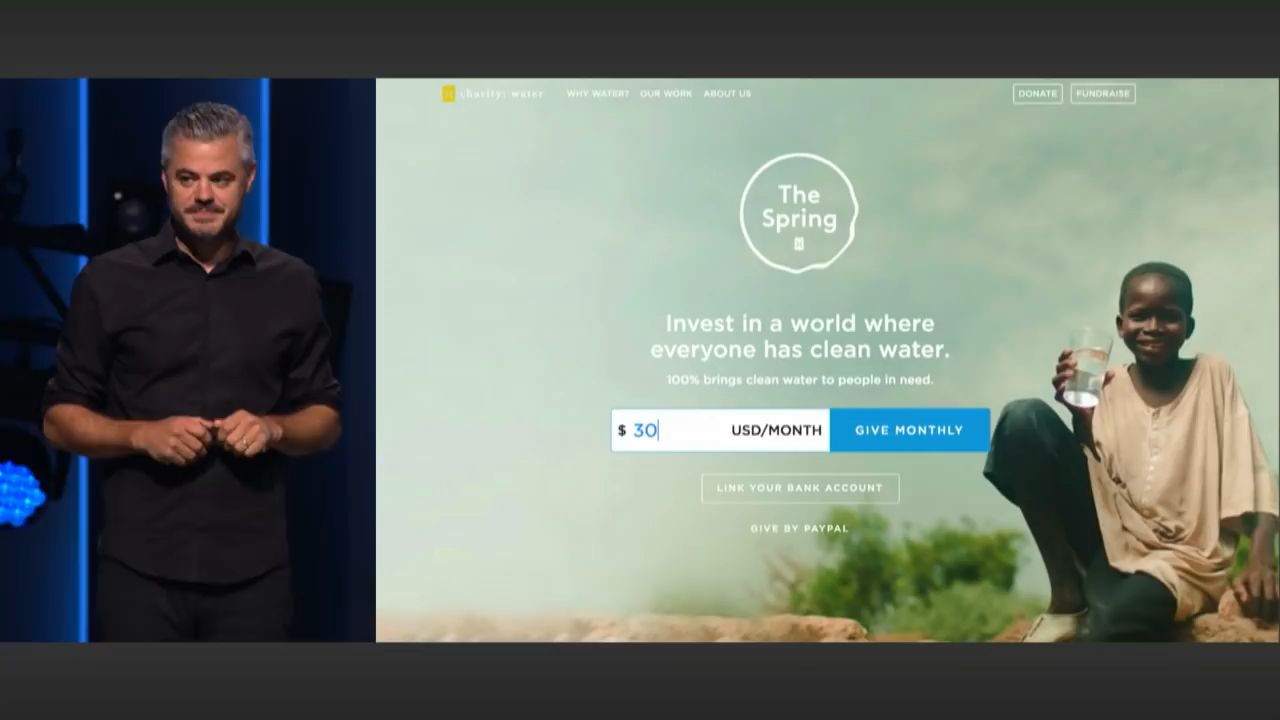 charity: water
WHY WATER?
OUR WORK
ABOUT US
DONATE
FUNDRAISE
The
Spring
Invest in a world where
everyone has clean water.
100% brings clean water to people in need.
$ 30
USD/MONTH
GIVE MONTHLY
LINK YOUR BANK ACCOUNT
GIVE BY PAYPAL